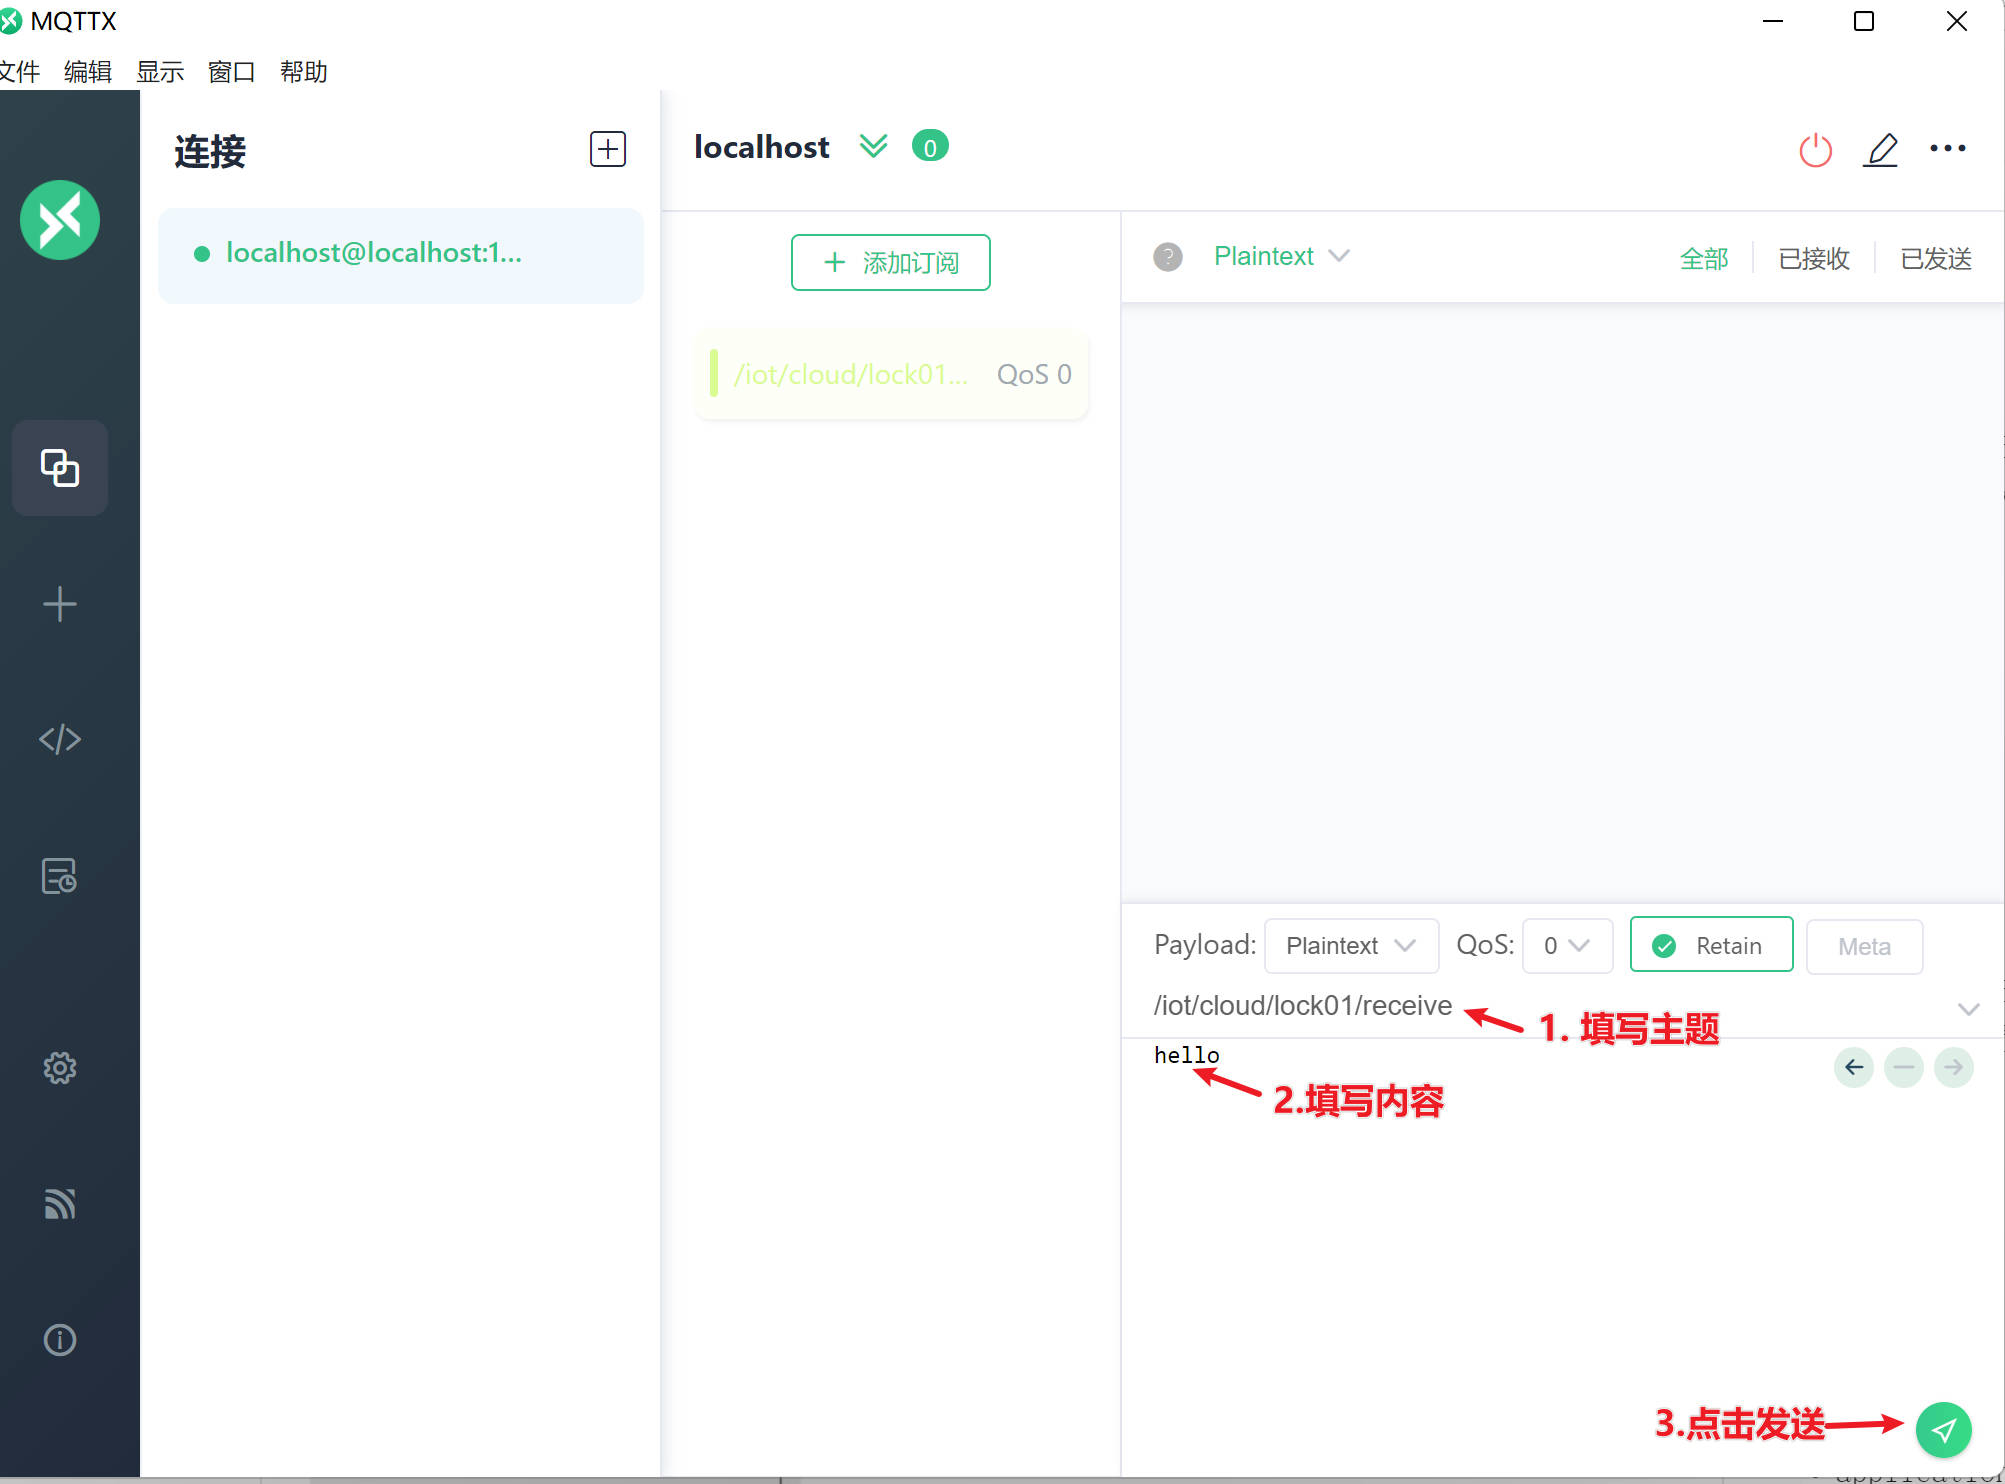 MQTTX
文件 编辑 显示 窗口 帮助
连接
localhost@localhost:1...
localhost 0
添加订阅
/iot/cloud/lock01... QoS 0
Plaintext
全部 已接收 已发送
Payload: Plaintext QoS: 0 Retain Meta
/iot/cloud/lock01/receive
1. 填写主题
hello
2.填写内容
3.点击发送